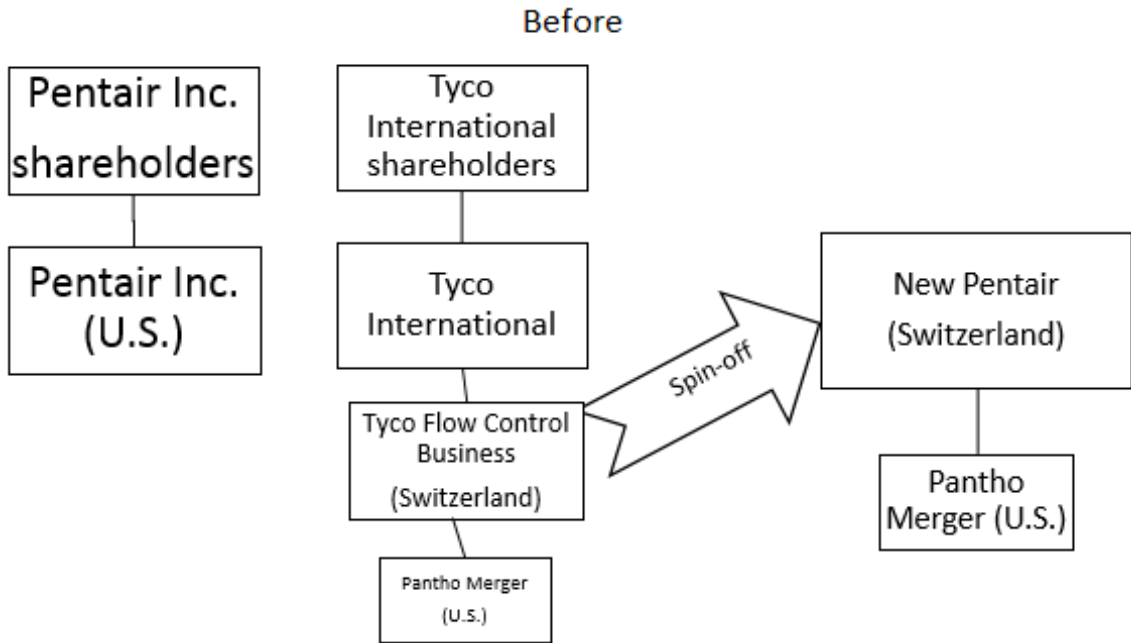 Before
Pentair Inc.
shareholders
Pentair Inc.
(U.S.)
Tyco
International
shareholders
Tyco
International
Tyco Flow Control
Business
(Switzerland)
Pantho Merger
(U.S.)
Spin-off
New Pentair
(Switzerland)
Pantho
Merger (U.S.)